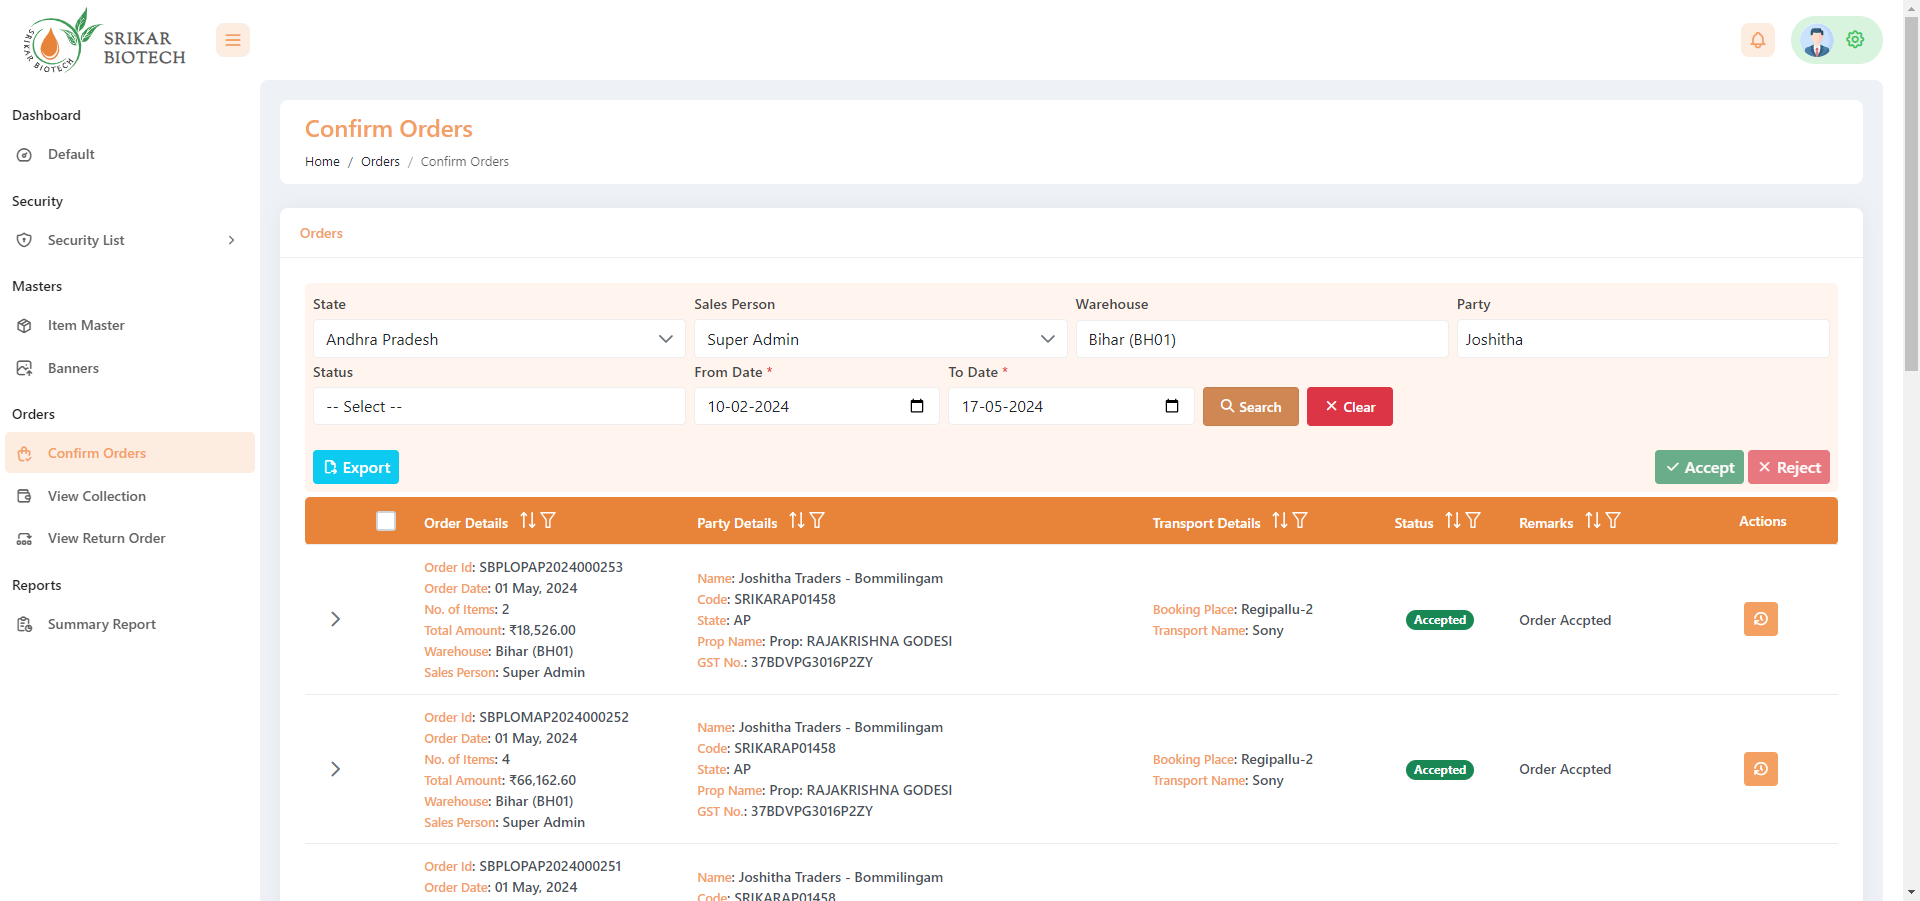 SRIKAR BIOTECH
SRIKAR
BIOTECH
Dashboard
Default
Security
Security List
Masters
Item Master
Banners
Orders
Confirm Orders
View Collection
View Return Order
Reports
Summary Report
Confirm Orders
Home / Orders / Confirm Orders
Orders
State Sales Person Warehouse Party
Andhra Pradesh Super Admin Bihar (BH01) Joshitha
Status From Date * To Date *
-- Select -- 10-02-2024 17-05-2024 Search Clear
Export Accept Reject
Order Details Party Details Transport Details Status Remarks Actions
Order Id: SBPLOPAP2024000253
Order Date: 01 May, 2024
No. of Items: 2
Total Amount: ₹18,526.00
Warehouse: Bihar (BH01)
Sales Person: Super Admin
Name: Joshitha Traders - Bommilingam
Code: SRIKARAP01458
State: AP
Prop Name: Prop: RAJAKRISHNA GODESI
GST No.: 37BDVPG3016P2ZY
Booking Place: Regipallu-2
Transport Name: Sony
Accepted
Order Accpted
Order Id: SBPLOMAP2024000252
Order Date: 01 May, 2024
No. of Items: 4
Total Amount: ₹66,162.60
Warehouse: Bihar (BH01)
Sales Person: Super Admin
Name: Joshitha Traders - Bommilingam
Code: SRIKARAP01458
State: AP
Prop Name: Prop: RAJAKRISHNA GODESI
GST No.: 37BDVPG3016P2ZY
Booking Place: Regipallu-2
Transport Name: Sony
Accepted
Order Accpted
Order Id: SBPLOPAP2024000251
Order Date: 01 May, 2024
Name: Joshitha Traders - Bommilingam
Code: SRIKARAP01458